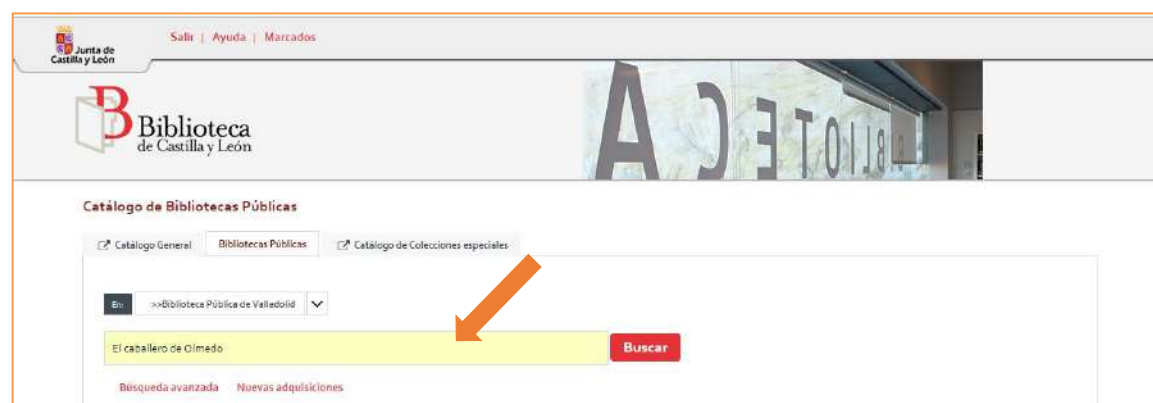 Junta de
Castilla y León
Salir | Ayuda | Marcados
Biblioteca
de Castilla y León
BIBLIOTECA
Catálogo de Bibliotecas Públicas
Catálogo General Bibliotecas Públicas Catálogo de Colecciones especiales
En: >>Biblioteca Pública de Valladolid
El caballero de Olmedo Buscar
Búsqueda avanzada Nuevas adquisiciones